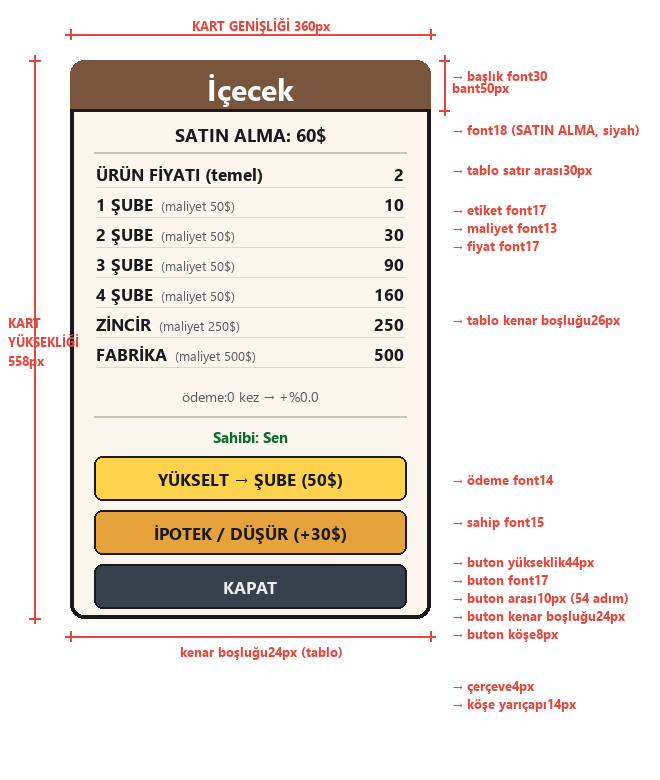 KART GENİŞLİĞİ 360px
İçecek
→ başlık font30
bant50px
SATIN ALMA: 60$
→ font18 (SATIN ALMA, siyah)
ÜRÜN FİYATI (temel) 2
→ tablo satır arası30px
1 ŞUBE (maliyet 50$) 10
→ etiket font17
2 ŞUBE (maliyet 50$) 30
→ maliyet font13
→ fiyat font17
3 ŞUBE (maliyet 50$) 90
4 ŞUBE (maliyet 50$) 160
ZİNCİR (maliyet 250$) 250
→ tablo kenar boşluğu26px
FABRİKA (maliyet 500$) 500
KART
YÜKSEKLİĞİ
558px
ödeme:0 kez → +%0.0
Sahibi: Sen
YÜKSELT → ŞUBE (50$)
→ ödeme font14
İPOTEK / DÜŞÜR (+30$)
→ sahip font15
KAPAT
→ buton yükseklik44px
→ buton font17
→ buton arası10px (54 adım)
→ buton kenar boşluğu24px
→ buton köşe8px
kenar boşluğu24px (tablo)
→ çerçeve4px
→ köşe yarıçapı14px